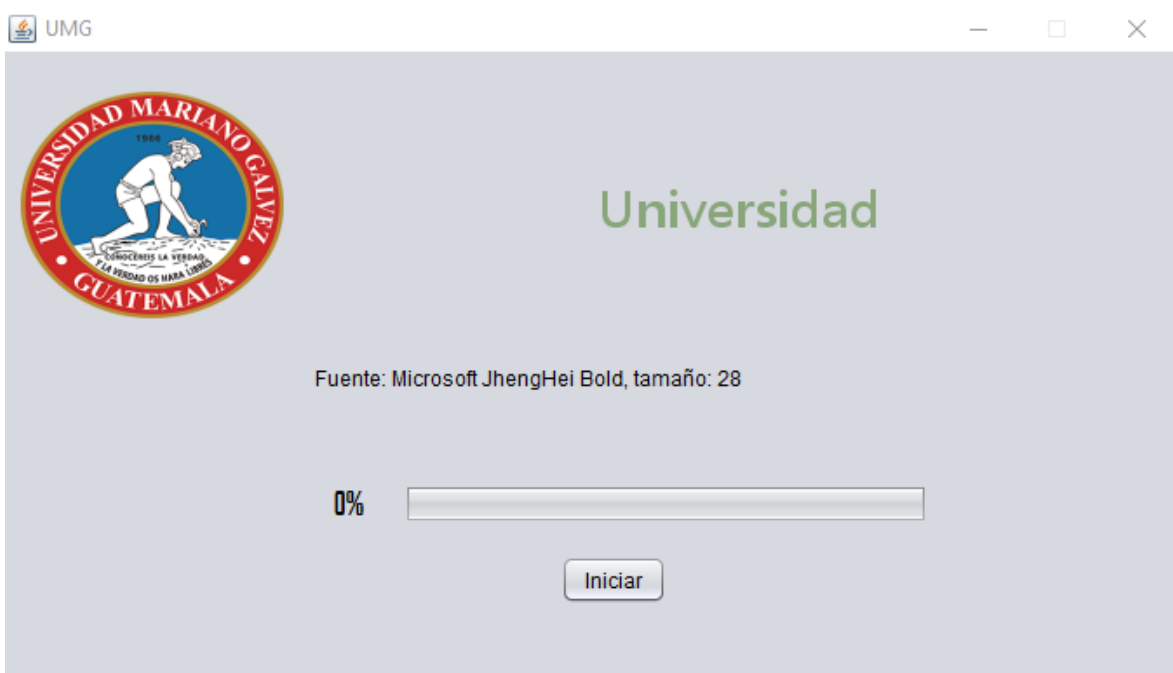 UMG
UNIVERSIDAD MARIANO GALVEZ
1966
CONOCEREIS LA VERDAD
Y LA VERDAD OS HARA LIBRES
GUATEMALA
Universidad
Fuente: Microsoft JhengHei Bold, tamaño: 28
0%
Iniciar